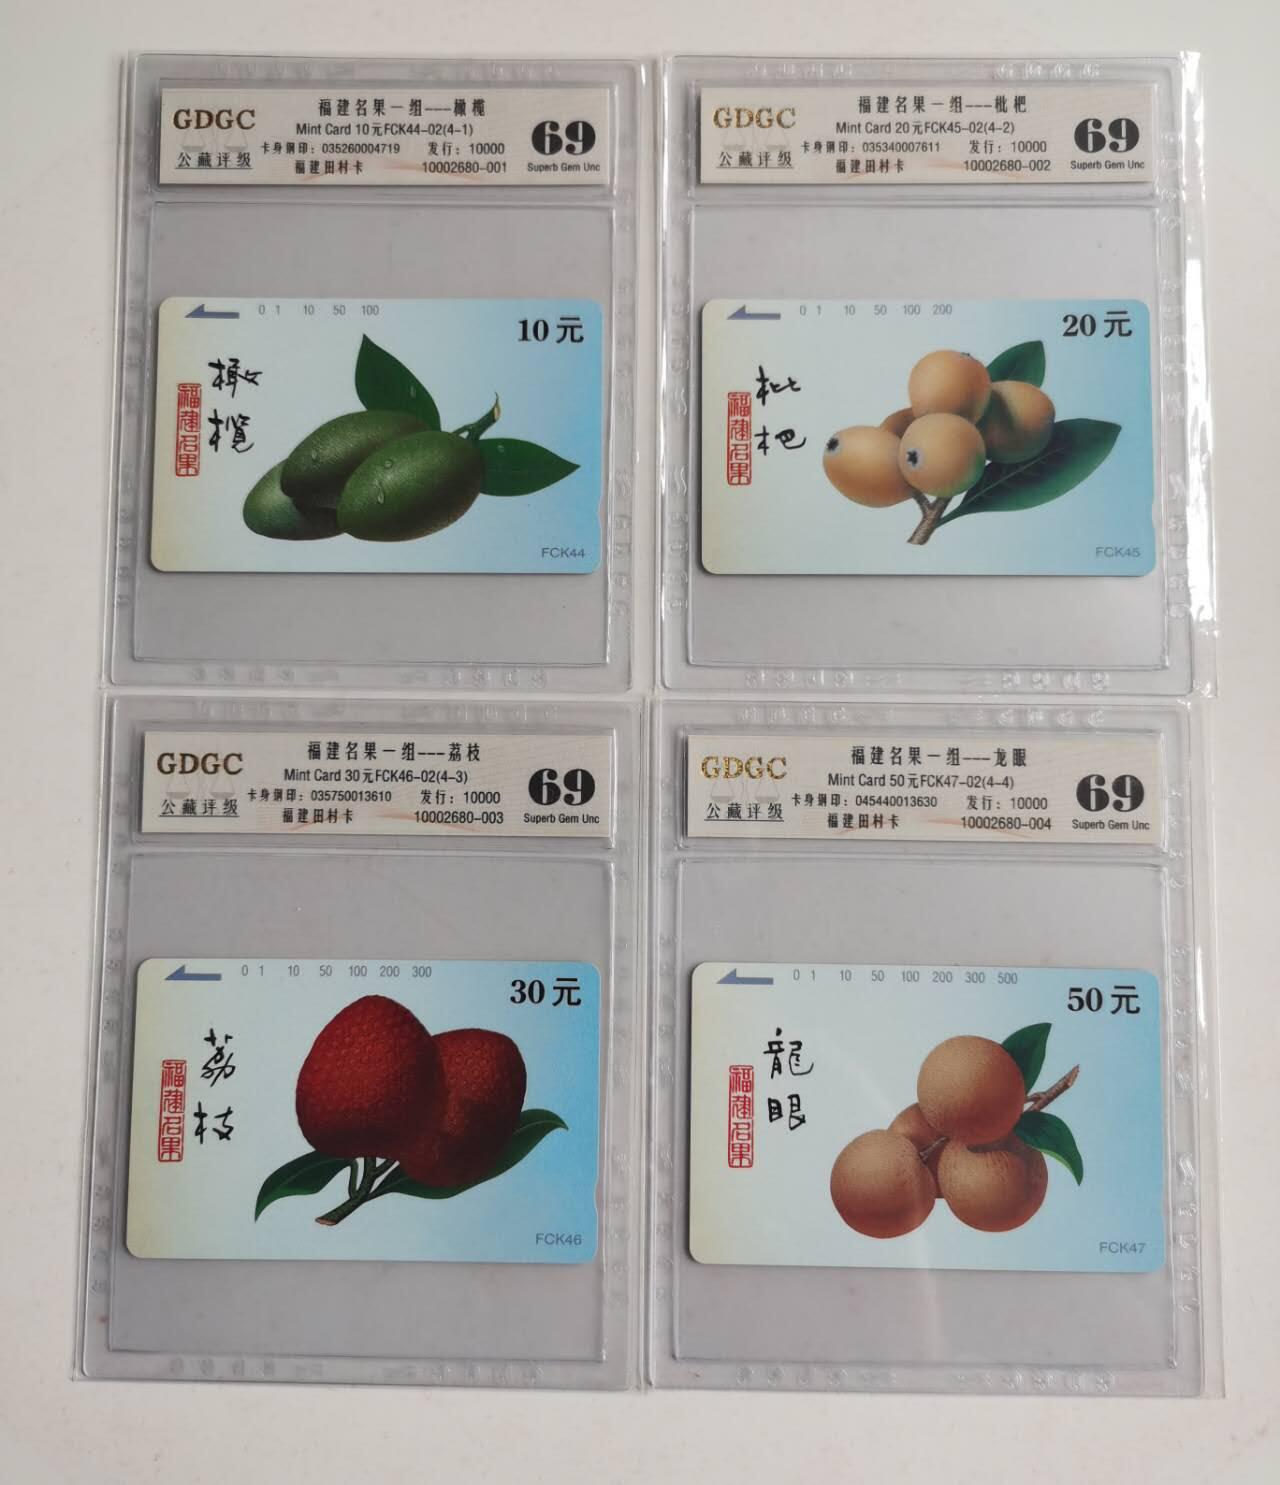 GDGC
公藏评级
福建名果一组---橄榄
Mint Card 10元FCK44-02(4-1)
卡身钢印：035260004719 发行：10000
福建田村卡 10002680-001
69
Superb Gem Unc
0 1 10 50 100
10元
橄
榄
福建名果
FCK44
GDGC
公藏评级
福建名果一组---枇杷
Mint Card 20元FCK45-02(4-2)
卡身钢印：035340007611 发行：10000
福建田村卡 10002680-002
69
Superb Gem Unc
0 1 10 50 100 200
20元
枇
杷
福建名果
FCK45
GDGC
公藏评级
福建名果一组---荔枝
Mint Card 30元FCK46-02(4-3)
卡身钢印：035750013610 发行：10000
福建田村卡 10002680-003
69
Superb Gem Unc
0 1 10 50 100 200 300
30元
荔
枝
福建名果
FCK46
GDGC
公藏评级
福建名果一组---龙眼
Mint Card 50元FCK47-02(4-4)
卡身钢印：045440013630 发行：10000
福建田村卡 10002680-004
69
Superb Gem Unc
0 1 10 50 100 200 300 500
50元
龍
眼
福建名果
FCK47